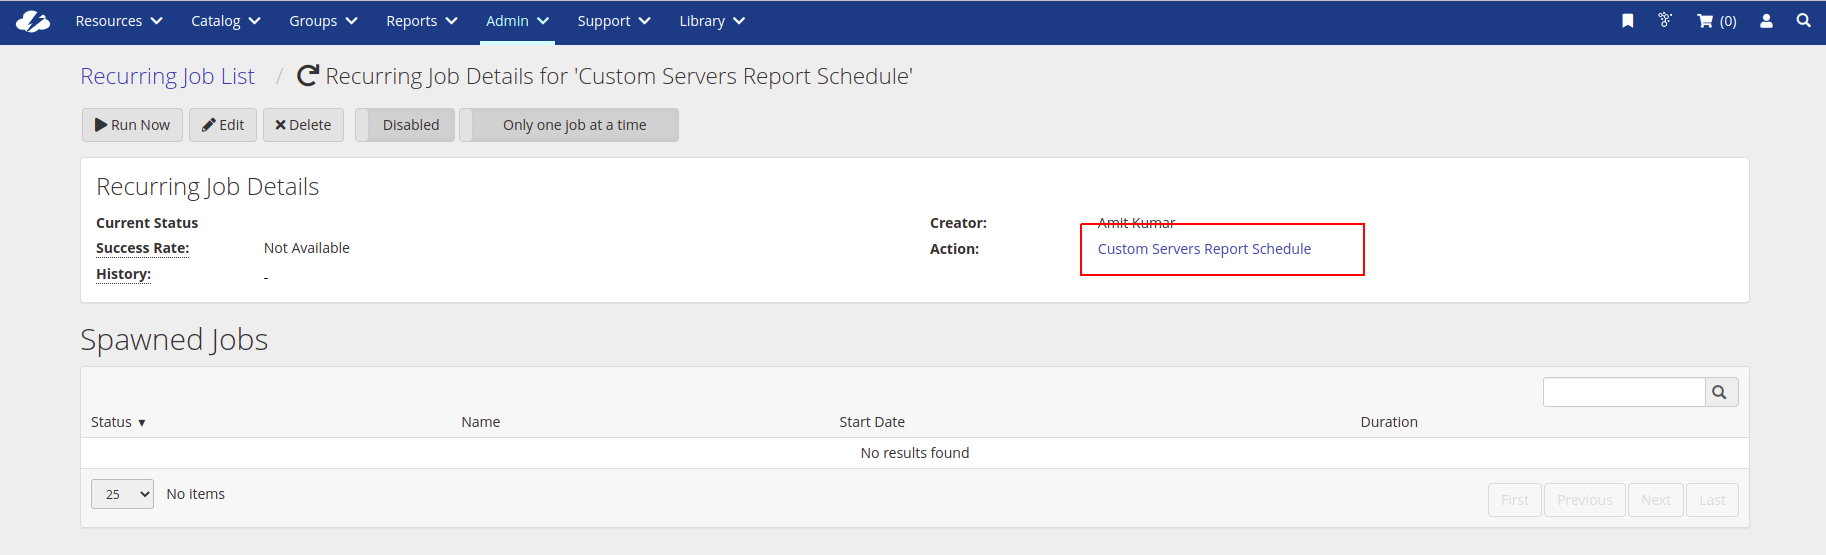 Resources Catalog Groups Reports Admin Support Library (0)
Recurring Job List / Recurring Job Details for 'Custom Servers Report Schedule'
Run Now Edit Delete Disabled Only one job at a time
Recurring Job Details
Current Status
Success Rate: Not Available
History: -
Creator: Amit Kumar
Action: Custom Servers Report Schedule
Spawned Jobs
Status ▼ Name Start Date Duration
No results found
25 No items First Previous Next Last